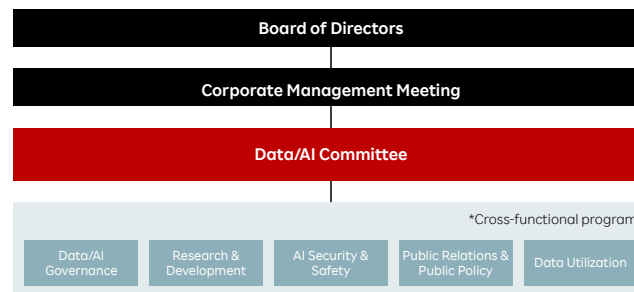 Board of Directors
Corporate Management Meeting
Data/AI Committee
*Cross-functional program
Data/AI
Governance
Research &
Development
AI Security &
Safety
Public Relations &
Public Policy
Data Utilization